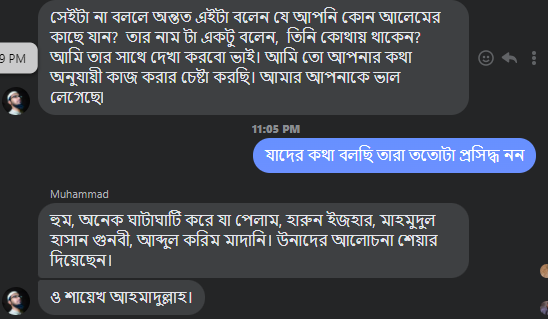 সেইটা না বললে অন্তত এইটা বলেন যে আপনি কোন আলেমের
কাছে যান? তার নাম টা একটু বলেন, তিনি কোথায় থাকেন?
আমি তার সাথে দেখা করবো ভাই। আমি তো আপনার কথা
অনুযায়ী কাজ করার চেষ্টা করছি। আমার আপনাকে ভাল
লেগেছে৷
9 PM
11:05 PM
যাদের কথা বলছি তারা ততোটা প্রসিদ্ধ নন
Muhammad
হুম, অনেক ঘাটাঘাটি করে যা পেলাম, হারুন ইজহার, মাহমুদুল
হাসান গুনবী, আব্দুল করিম মাদানি। উনাদের আলোচনা শেয়ার
দিয়েছেন।
ও শায়েখ আহমাদুল্লাহ।